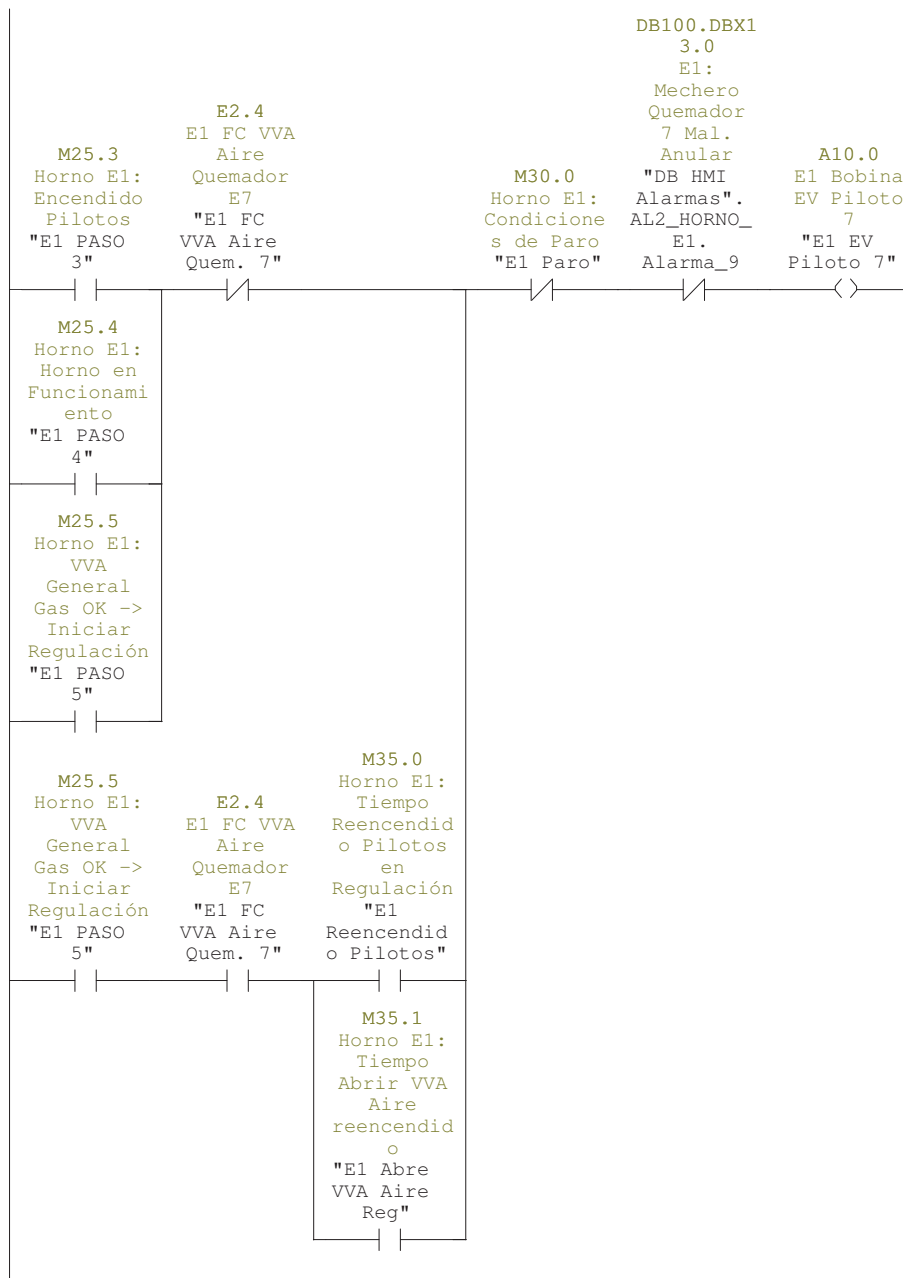 DB100.DBX1
3.0
E1:
Mechero
Quemador
7 Mal.
Anular
"DB HMI
Alarmas".
AL2_HORNO_
E1.
Alarma_9
E2.4
E1 FC VVA
Aire
Quemador
E7
"E1 FC
VVA Aire
Quem. 7"
M25.3
Horno E1:
Encendido
Pilotos
"E1 PASO
3"
M30.0
Horno E1:
Condicione
s de Paro
"E1 Paro"
A10.0
E1 Bobina
EV Piloto
7
"E1 EV
Piloto 7"
M25.4
Horno E1:
Horno en
Funcionami
ento
"E1 PASO
4"
M25.5
Horno E1:
VVA
General
Gas OK ->
Iniciar
Regulación
"E1 PASO
5"
M25.5
Horno E1:
VVA
General
Gas OK ->
Iniciar
Regulación
"E1 PASO
5"
E2.4
E1 FC VVA
Aire
Quemador
E7
"E1 FC
VVA Aire
Quem. 7"
M35.0
Horno E1:
Tiempo
Reencendid
o Pilotos
en
Regulación
"E1
Reencendid
o Pilotos"
M35.1
Horno E1:
Tiempo
Abrir VVA
Aire
reencendid
o
"E1 Abre
VVA Aire
Reg"